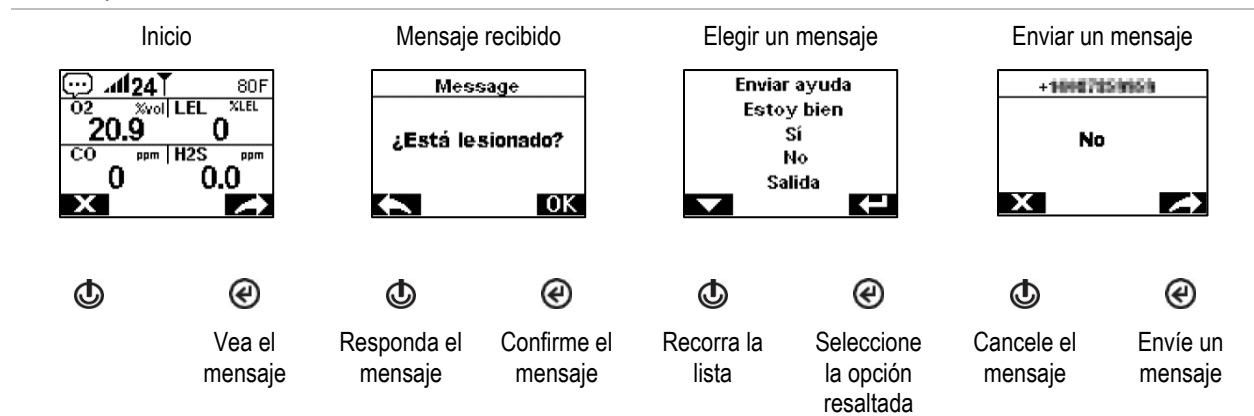 Inicio
Mensaje recibido
Elegir un mensaje
Enviar un mensaje
24 80F
O2 %vol LEL %LEL
20.9 0
CO ppm H2S ppm
0 0.0
X
Message
¿Está lesionado?
OK
Enviar ayuda
Estoy bien
Sí
No
Salida
No
X
Vea el
mensaje
Responda el
mensaje
Confirme el
mensaje
Recorra la
lista
Seleccione
la opción
resaltada
Cancele el
mensaje
Envíe un
mensaje